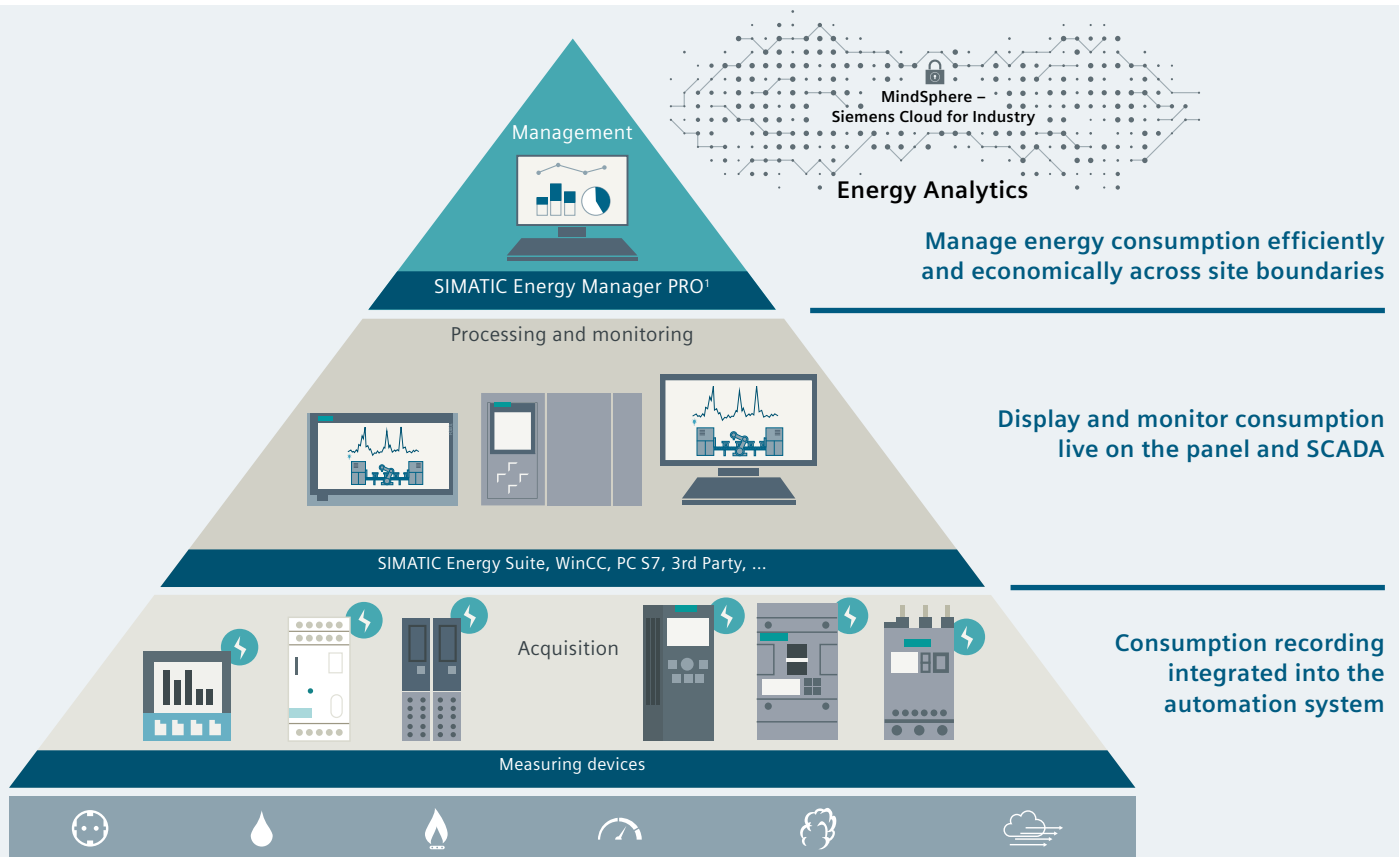 MindSphere –
Siemens Cloud for Industry
Energy Analytics
Management
SIMATIC Energy Manager PRO¹
Manage energy consumption efficiently
and economically across site boundaries
Processing and monitoring
Display and monitor consumption
live on the panel and SCADA
SIMATIC Energy Suite, WinCC, PC S7, 3rd Party, ...
Acquisition
Consumption recording
integrated into the
automation system
Measuring devices